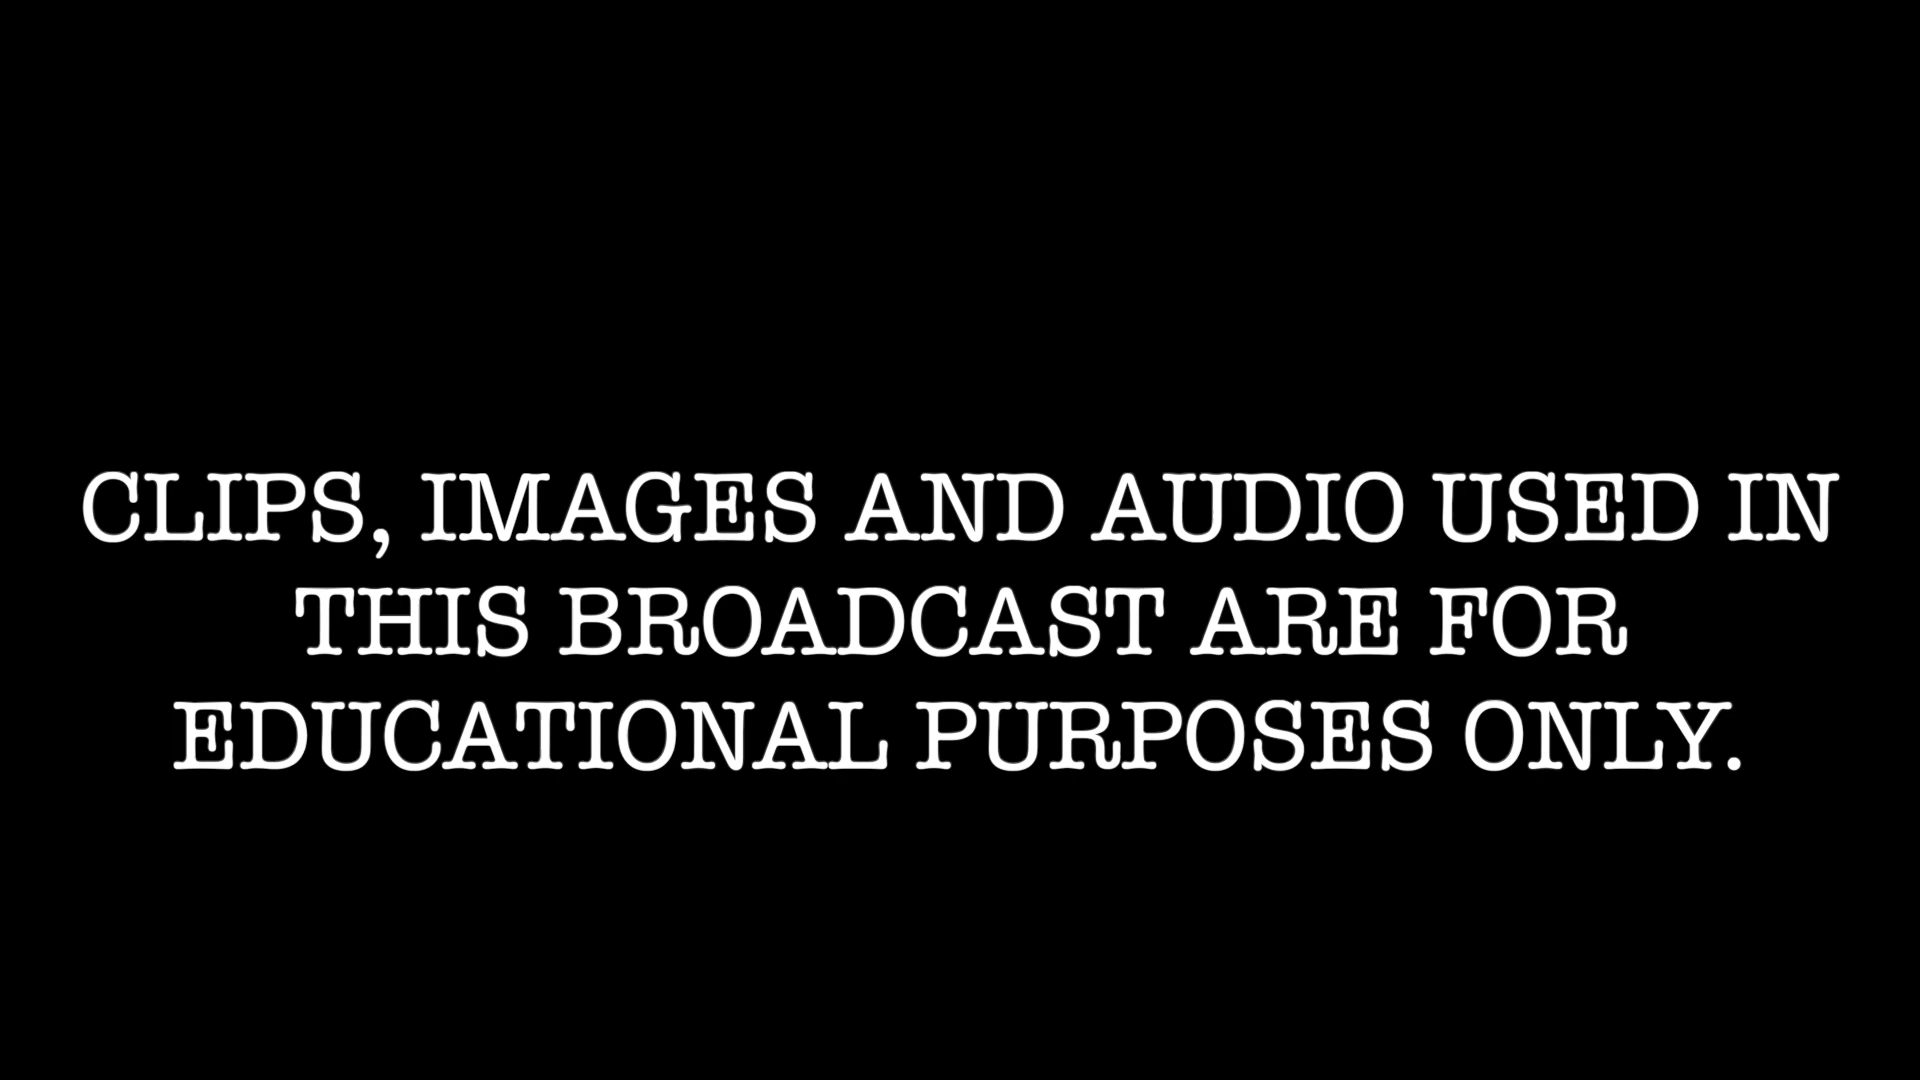 CLIPS, IMAGES AND AUDIO USED IN
THIS BROADCAST ARE FOR
EDUCATIONAL PURPOSES ONLY.